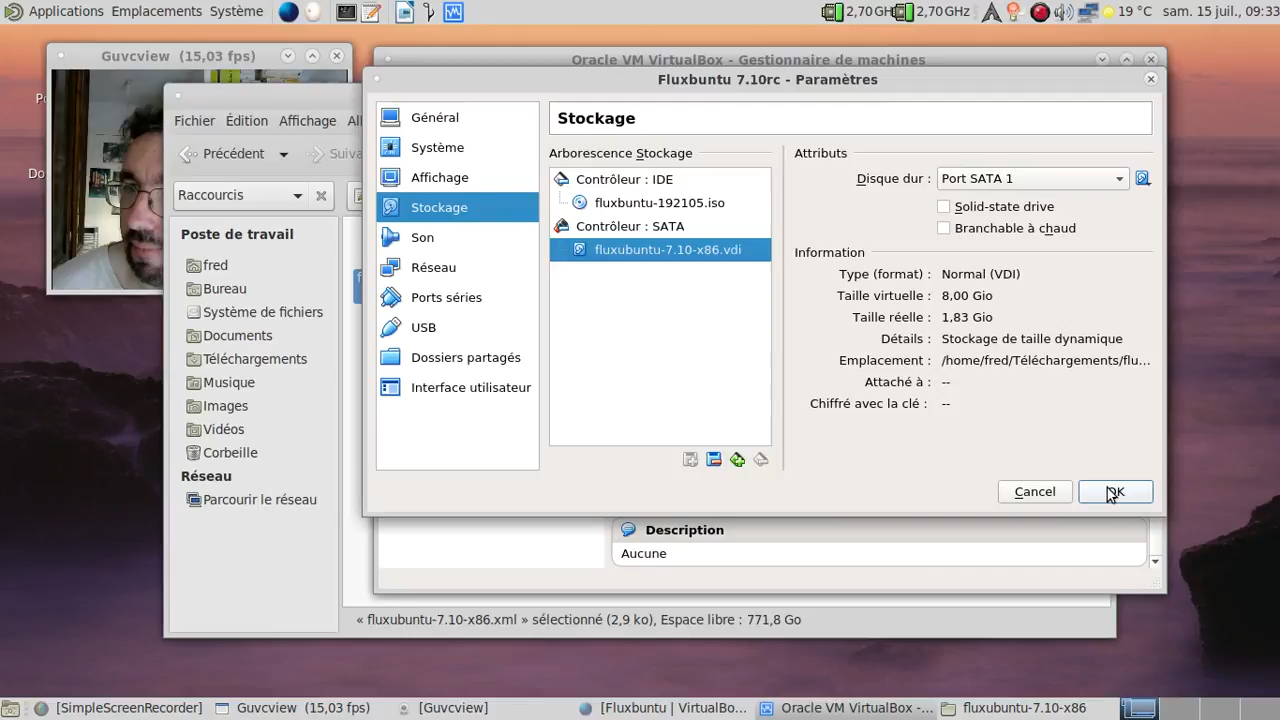 Applications Emplacements Système 2,70 GH 2,70 GHz 19 °C sam. 15 juil., 09:33
Guvcview (15,03 fps)
Oracle VM VirtualBox - Gestionnaire de machines
Fluxbuntu 7.10rc - Paramètres
Fichier Édition Affichage
Précédent
Raccourcis
Poste de travail
fred
Bureau
Système de fichiers
Documents
Téléchargements
Musique
Images
Vidéos
Corbeille
Réseau
Parcourir le réseau
Général
Système
Affichage
Stockage
Son
Réseau
Ports séries
USB
Dossiers partagés
Interface utilisateur
Stockage
Arborescence Stockage
Contrôleur : IDE
fluxbuntu-192105.iso
Contrôleur : SATA
fluxubuntu-7.10-x86.vdi
Attributs
Disque dur : Port SATA 1
Solid-state drive
Branchable à chaud
Information
Type (format) : Normal (VDI)
Taille virtuelle : 8,00 Gio
Taille réelle : 1,83 Gio
Détails : Stockage de taille dynamique
Emplacement : /home/fred/Téléchargements/flu...
Attaché à : --
Chiffré avec la clé : --
Cancel OK
Description
Aucune
« fluxubuntu-7.10-x86.xml » sélectionné (2,9 ko), Espace libre : 771,8 Go
[SimpleScreenRecorder] Guvcview (15,03 fps) [Guvcview] [Fluxbuntu | VirtualBo... Oracle VM VirtualBox -... fluxubuntu-7.10-x86